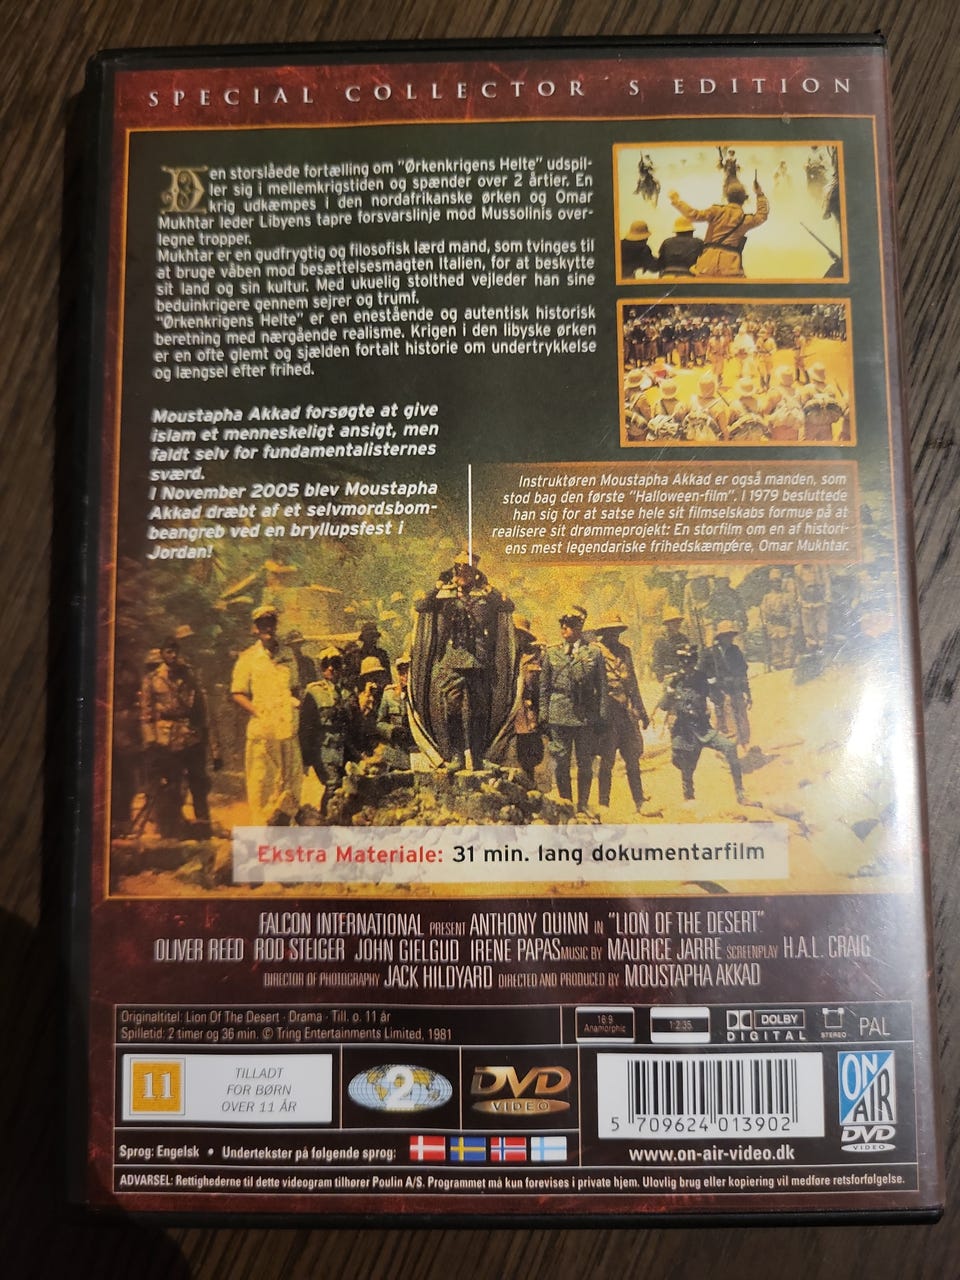 SPECIAL COLLECTOR S EDITION
Den storslåede fortælling om "Ørkenkrigens Helte" udspil-
ler sig i mellemkrigstiden og spænder over 2 årtier. En
krig udkæmpes i den nordafrikanske ørken og Omar
Mukhtar leder Libyens tapre forsvarslinje mod Mussolinis over-
legne tropper.
Mukhtar er en gudfrygtig og filosofisk lærd mand, som tvinges til
at bruge våben mod besættelsesmagten Italien, for at beskytte
sit land og sin kultur. Med ukuelig stolthed vejleder han sine
beduinkrigere gennem sejrer og trumf.
"Ørkenkrigens Helte" er en enestående og autentisk historisk
beretning med nærgående realisme. Krigen i den libyske ørken
er en ofte glemt og sjælden fortalt historie om undertrykkelse
og længsel efter frihed.
Moustapha Akkad forsøgte at give
islam et menneskeligt ansigt, men
faldt selv for fundamentalisternes
sværd.
I November 2005 blev Moustapha
Akkad dræbt af et selvmordsbom-
beangreb ved en bryllupsfest i
Jordan!
Instruktøren Moustapha Akkad er også manden, som
stod bag den første "Halloween-film". I 1979 besluttede
han sig for at satse hele sit filmselskabs formue på at
realisere sit drømmeprojekt: En storfilm om en af histori-
ens mest legendariske frihedskæmpere, Omar Mukhtar.
Ekstra Materiale: 31 min. lang dokumentarfilm
FALCON INTERNATIONAL PRESENT ANTHONY QUINN IN "LION OF THE DESERT"
OLIVER REED ROD STEIGER JOHN GIELGUD IRENE PAPAS MUSIC BY MAURICE JARRE SCREENPLAY H.A.L. CRAIG
DIRECTOR OF PHOTOGRAPHY JACK HILDYARD DIRECTED AND PRODUCED BY MOUSTAPHA AKKAD
Originaltitel: Lion Of The Desert · Drama · Till. o. 11 år
Spilletid: 2 timer og 36 min. © Tring Entertainments Limited, 1981
16:9
Anamorphic
1:2.35
DOLBY
DIGITAL
STEREO
PAL
11
TILLADT
FOR BØRN
OVER 11 ÅR
2
DVD
VIDEO
5 709624 013902
ON
AIR
DVD
VIDEO
Sprog: Engelsk • Undertekster på følgende sprog:
www.on-air-video.dk
ADVARSEL: Rettighederne til dette videogram tilhører Poulin A/S. Programmet må kun forevises i private hjem. Ulovlig brug eller kopiering vil medføre retsforfølgelse.